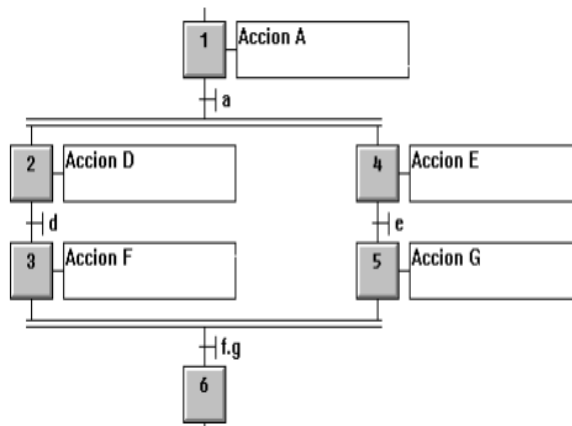 1 Accion A
a
2 Accion D
4 Accion E
d
e
3 Accion F
5 Accion G
f.g
6